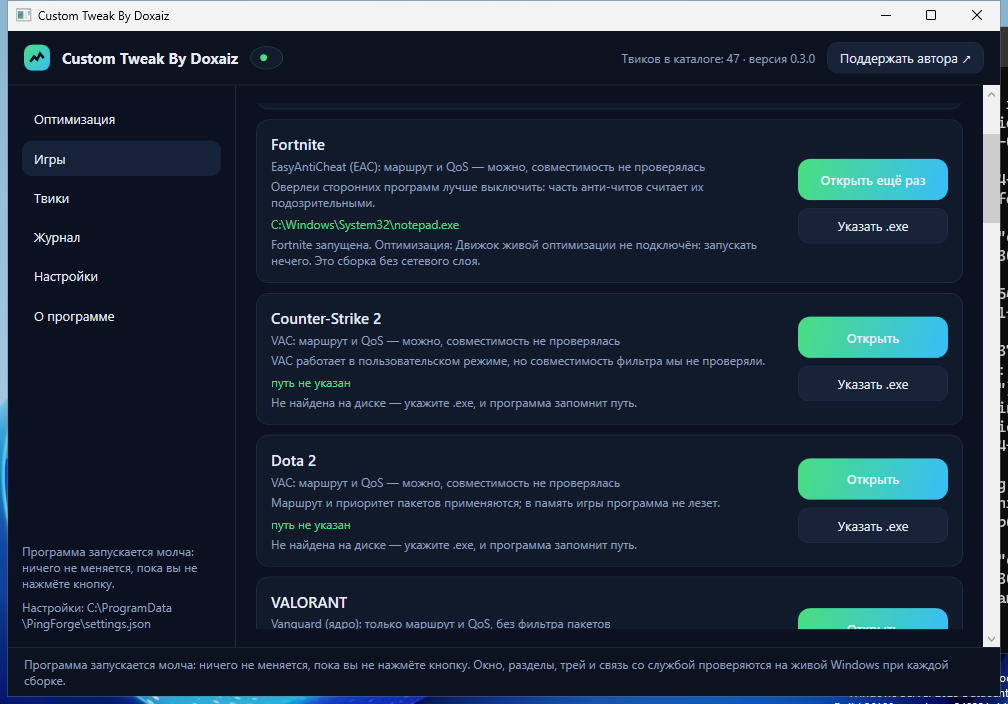 Custom Tweak By Doxaiz
Custom Tweak By Doxaiz
Твиков в каталоге: 47 · версия 0.3.0
Поддержать автора ↗
Оптимизация
Игры
Твики
Журнал
Настройки
О программе
Программа запускается молча:
ничего не меняется, пока вы не
нажмёте кнопку.
Настройки: C:\ProgramData
\PingForge\settings.json
Fortnite
EasyAntiCheat (EAC): маршрут и QoS — можно, совместимость не проверялась
Оверлеи сторонних программ лучше выключить: часть анти-читов считает их
подозрительными.
C:\Windows\System32\notepad.exe
Fortnite запущена. Оптимизация: Движок живой оптимизации не подключён: запускать
нечего. Это сборка без сетевого слоя.
Открыть ещё раз
Указать .exe
Counter-Strike 2
VAC: маршрут и QoS — можно, совместимость не проверялась
VAC работает в пользовательском режиме, но совместимость фильтра мы не проверяли.
путь не указан
Не найдена на диске — укажите .exe, и программа запомнит путь.
Открыть
Указать .exe
Dota 2
VAC: маршрут и QoS — можно, совместимость не проверялась
Маршрут и приоритет пакетов применяются; в память игры программа не лезет.
путь не указан
Не найдена на диске — укажите .exe, и программа запомнит путь.
Открыть
Указать .exe
VALORANT
Vanguard (ядро): только маршрут и QoS, без фильтра пакетов
Открыть
Программа запускается молча: ничего не меняется, пока вы не нажмёте кнопку. Окно, разделы, трей и связь со службой проверяются на живой Windows при каждой
сборке.